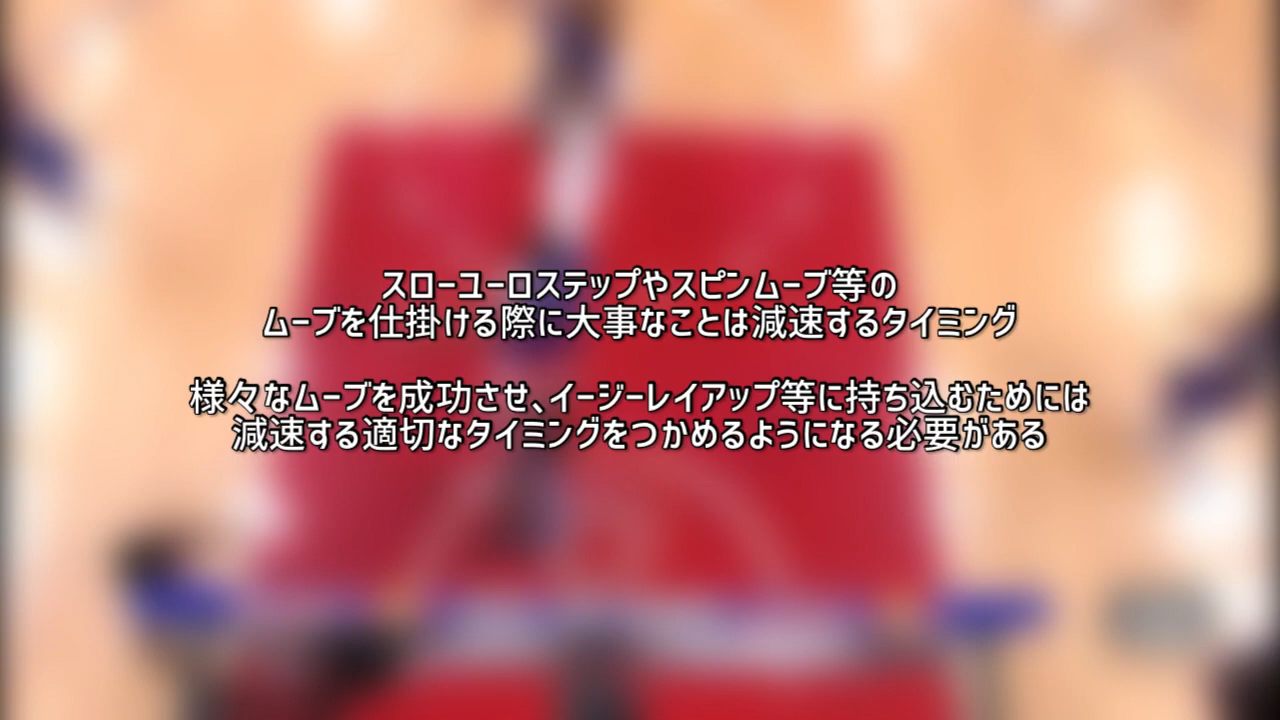 スローユーロステップやスピンムーブ等の
ムーブを仕掛ける際に大事なことは減速するタイミング
様々なムーブを成功させ、イージーレイアップ等に持ち込むためには
減速する適切なタイミングをつかめるようになる必要がある